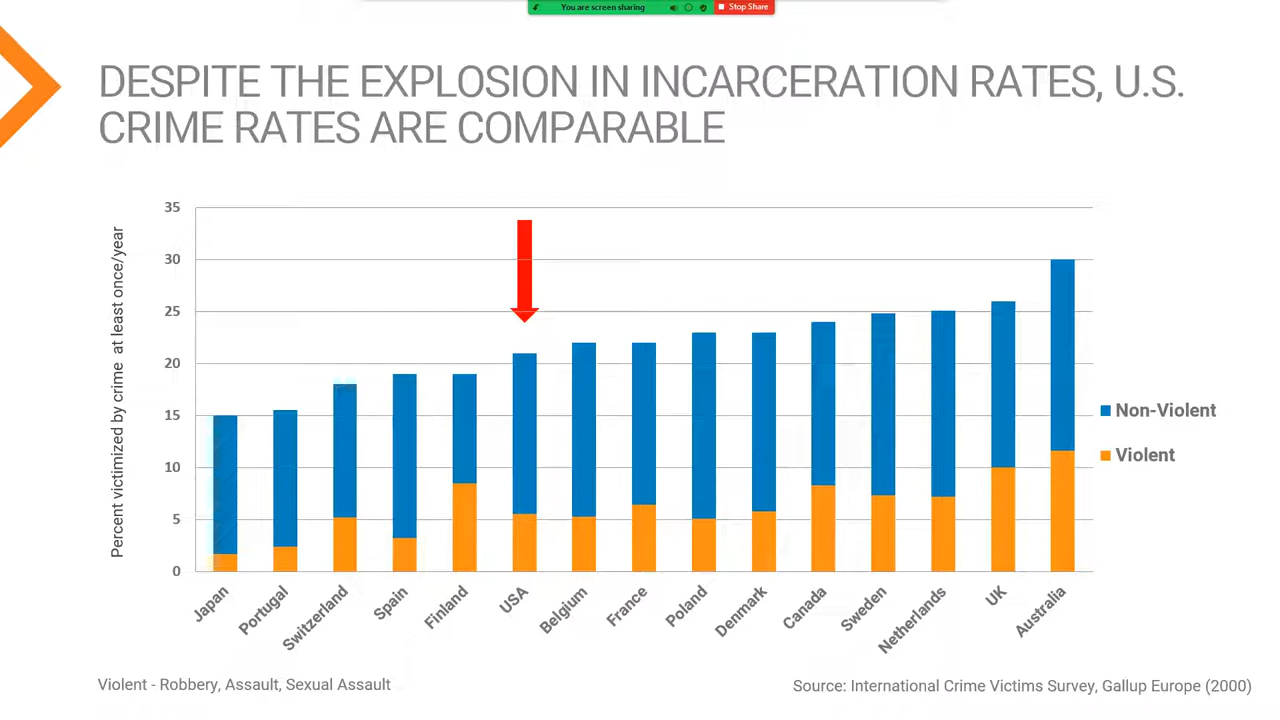 You are screen sharing
Stop Share
DESPITE THE EXPLOSION IN INCARCERATION RATES, U.S.
CRIME RATES ARE COMPARABLE
Percent victimized by crime at least once/year
35
30
25
20
15
10
5
0
Japan
Portugal
Switzerland
Spain
Finland
USA
Belgium
France
Poland
Denmark
Canada
Sweden
Netherlands
UK
Australia
Non-Violent
Violent
Violent - Robbery, Assault, Sexual Assault
Source: International Crime Victims Survey, Gallup Europe (2000)